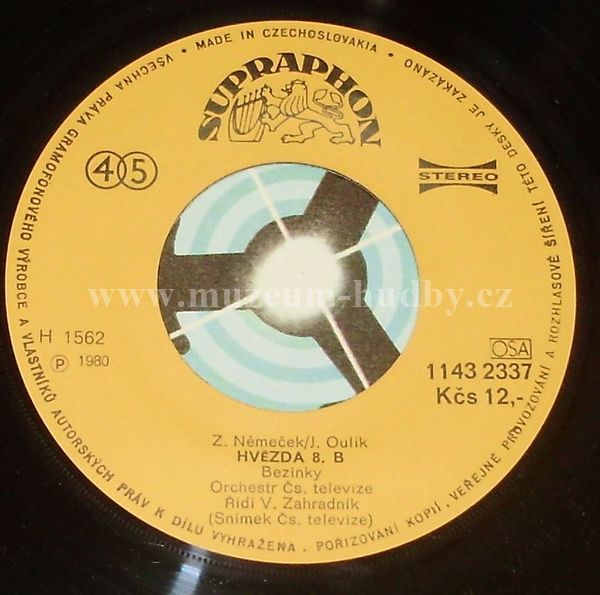 VŠECHNA PRÁVA GRAMOFONOVÉHO VÝROBCE A VLASTNÍKŮ AUTORSKÝCH PRÁV K DÍLU VYHRAŽENA. POŘIZOVÁNÍ KOPIÍ, VEŘEJNÉ PROVOZOVÁNÍ A ROZHLASOVÉ ŠÍŘENÍ TÉTO DESKY JE ZAKÁZÁNO
• MADE IN CZECHOSLOVAKIA •
SUPRAPHON
45
STEREO
www.muzeum-hudby.cz
H 1562
Ⓟ 1980
OSA
1143 2337
Kčs 12,-
Z. Němeček/J. Oulík
HVĚZDA 8. B
Bezinky
Orchestr Čs. televize
Řídí V. Zahradník
(Snímek Čs. televize)